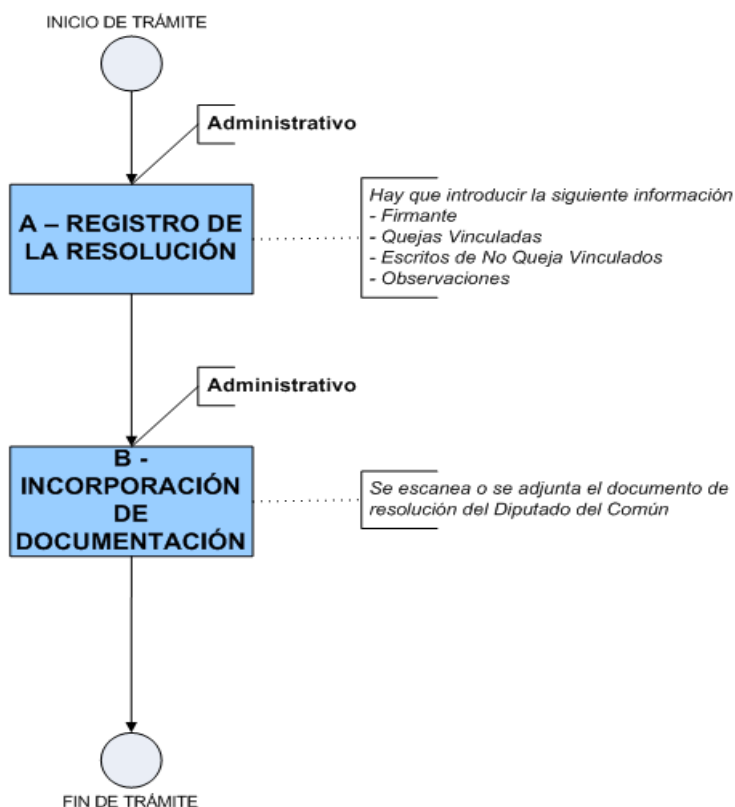 INICIO DE TRÁMITE
Administrativo
A – REGISTRO DE
LA RESOLUCIÓN
Hay que introducir la siguiente información
- Firmante
- Quejas Vinculadas
- Escritos de No Queja Vinculados
- Observaciones
Administrativo
B -
INCORPORACIÓN
DE
DOCUMENTACIÓN
Se escanea o se adjunta el documento de
resolución del Diputado del Común
FIN DE TRÁMITE